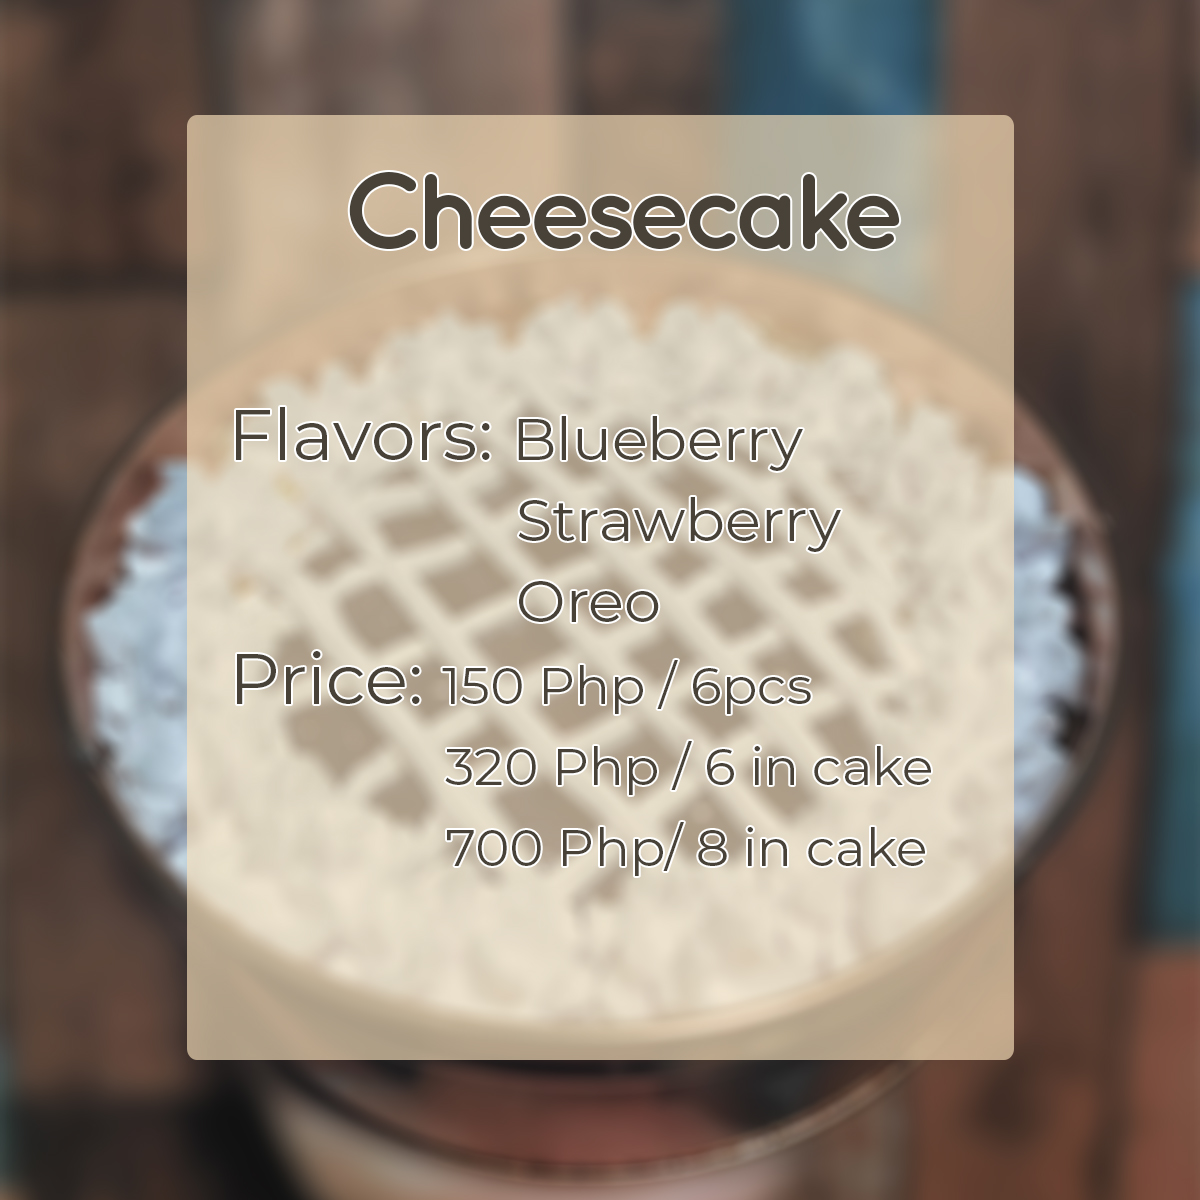 Cheesecake
Flavors: Blueberry
Strawberry
Oreo
Price: 150 Php / 6pcs
320 Php / 6 in cake
700 Php/ 8 in cake